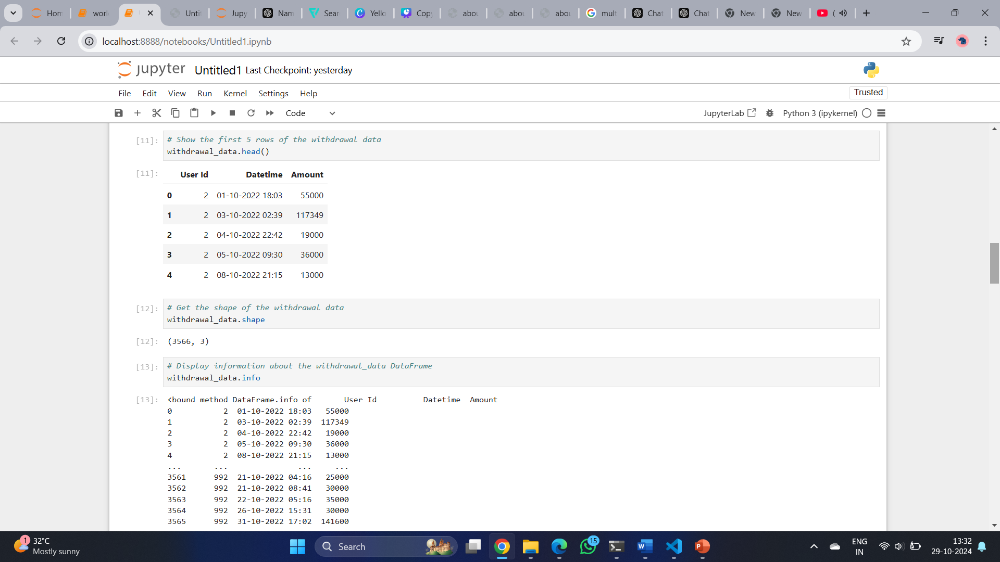 Hom
work
U
Untit
Jupy
Nam
Sear
Yello
Copy
abou
abou
abou
mult
Chat
Chat
New
New
(
localhost:8888/notebooks/Untitled1.ipynb
jupyter Untitled1 Last Checkpoint: yesterday
File Edit View Run Kernel Settings Help
Trusted
Code
JupyterLab
Python 3 (ipykernel)
[11]: # Show the first 5 rows of the withdrawal data
withdrawal_data.head()
[11]: User Id Datetime Amount
0 2 01-10-2022 18:03 55000
1 2 03-10-2022 02:39 117349
2 2 04-10-2022 22:42 19000
3 2 05-10-2022 09:30 36000
4 2 08-10-2022 21:15 13000
[12]: # Get the shape of the withdrawal data
withdrawal_data.shape
[12]: (3566, 3)
[13]: # Display information about the withdrawal_data DataFrame
withdrawal_data.info
[13]: <bound method DataFrame.info of User Id Datetime Amount
0 2 01-10-2022 18:03 55000
1 2 03-10-2022 02:39 117349
2 2 04-10-2022 22:42 19000
3 2 05-10-2022 09:30 36000
4 2 08-10-2022 21:15 13000
... ... ... ...
3561 992 21-10-2022 04:16 25000
3562 992 21-10-2022 08:41 30000
3563 992 22-10-2022 05:16 35000
3564 992 26-10-2022 15:31 30000
3565 992 31-10-2022 17:02 141600
1
32°C
Mostly sunny
Search
15
W
P
ENG
IN
13:32
29-10-2024